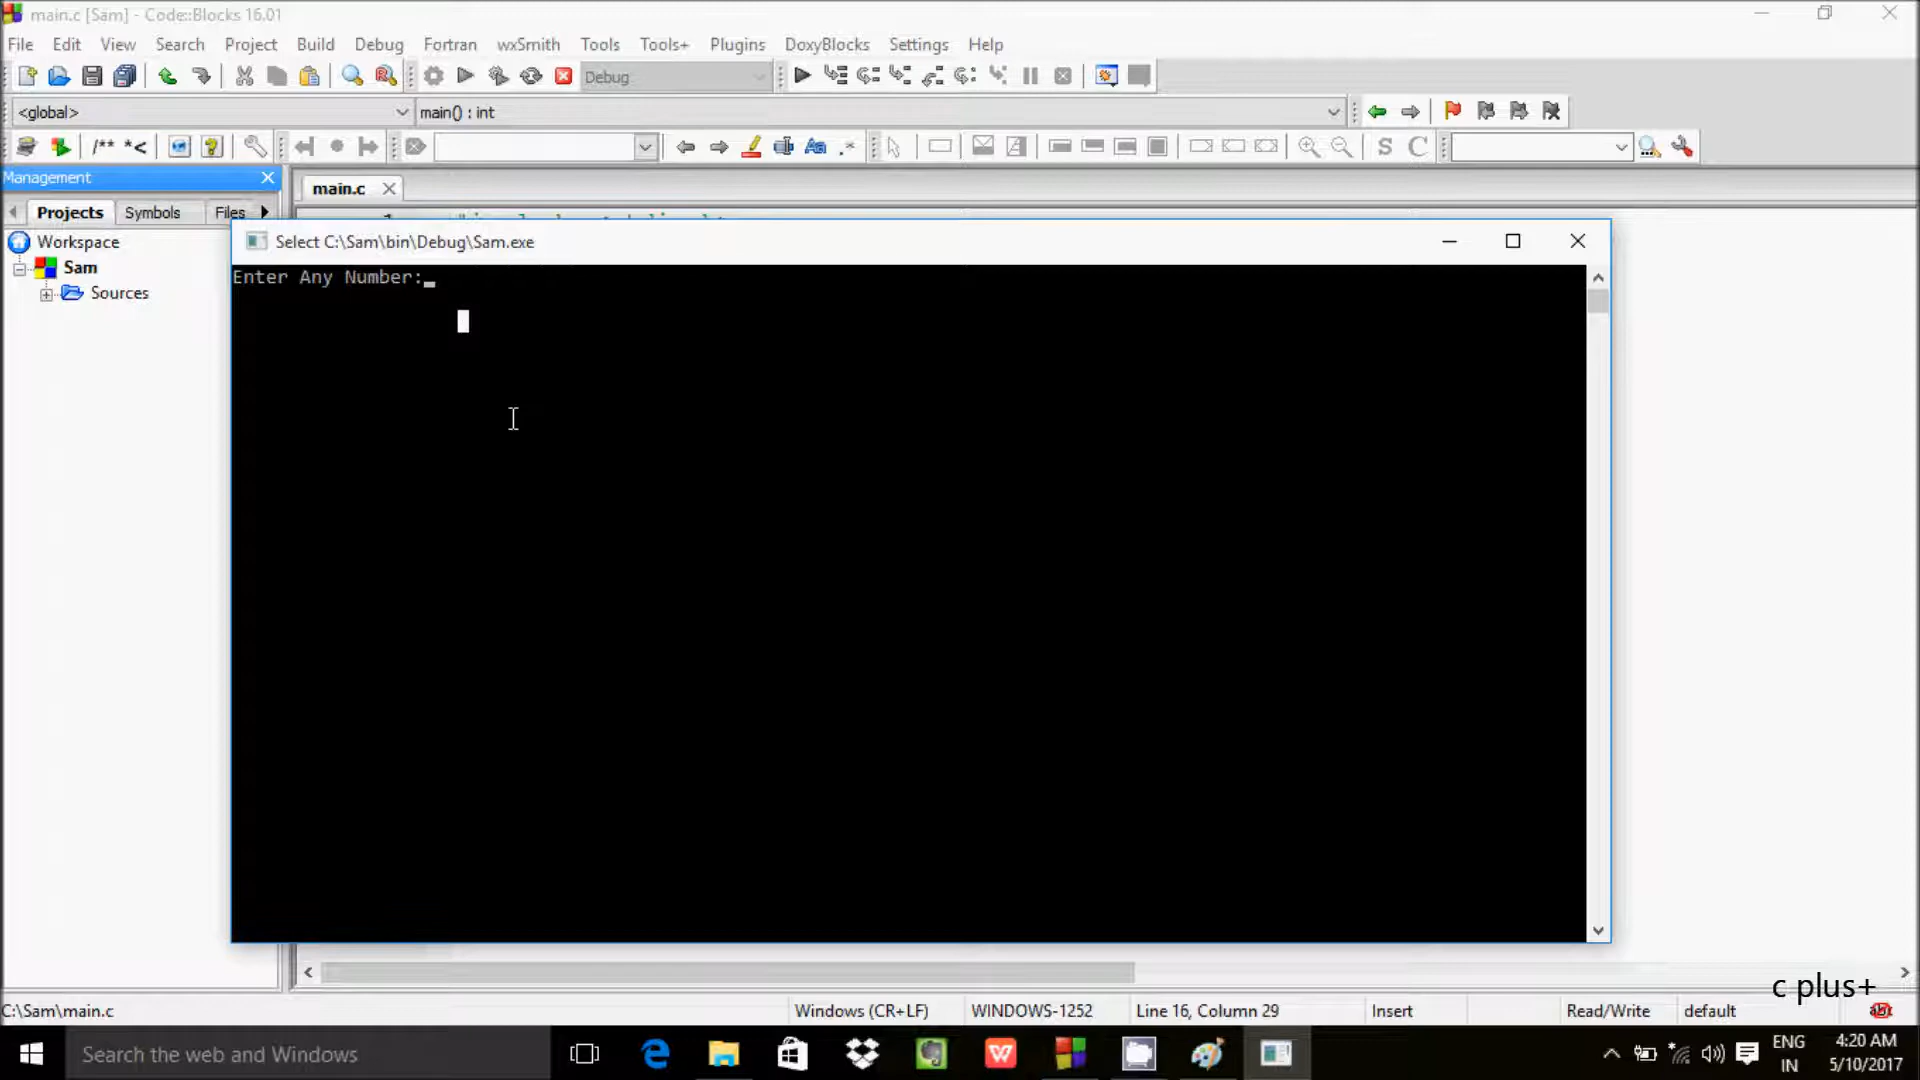 main.c [Sam] - Code::Blocks 16.01
File Edit View Search Project Build Debug Fortran wxSmith Tools Tools+ Plugins DoxyBlocks Settings Help
Debug
<global> main() : int
/** *<
S C
Management
main.c
Projects Symbols Files
Workspace
Sam
Sources
Select C:\Sam\bin\Debug\Sam.exe
Enter Any Number:
c plus+
C:\Sam\main.c Windows (CR+LF) WINDOWS-1252 Line 16, Column 29 Insert Read/Write default
Search the web and Windows
ENG
IN
4:20 AM
5/10/2017